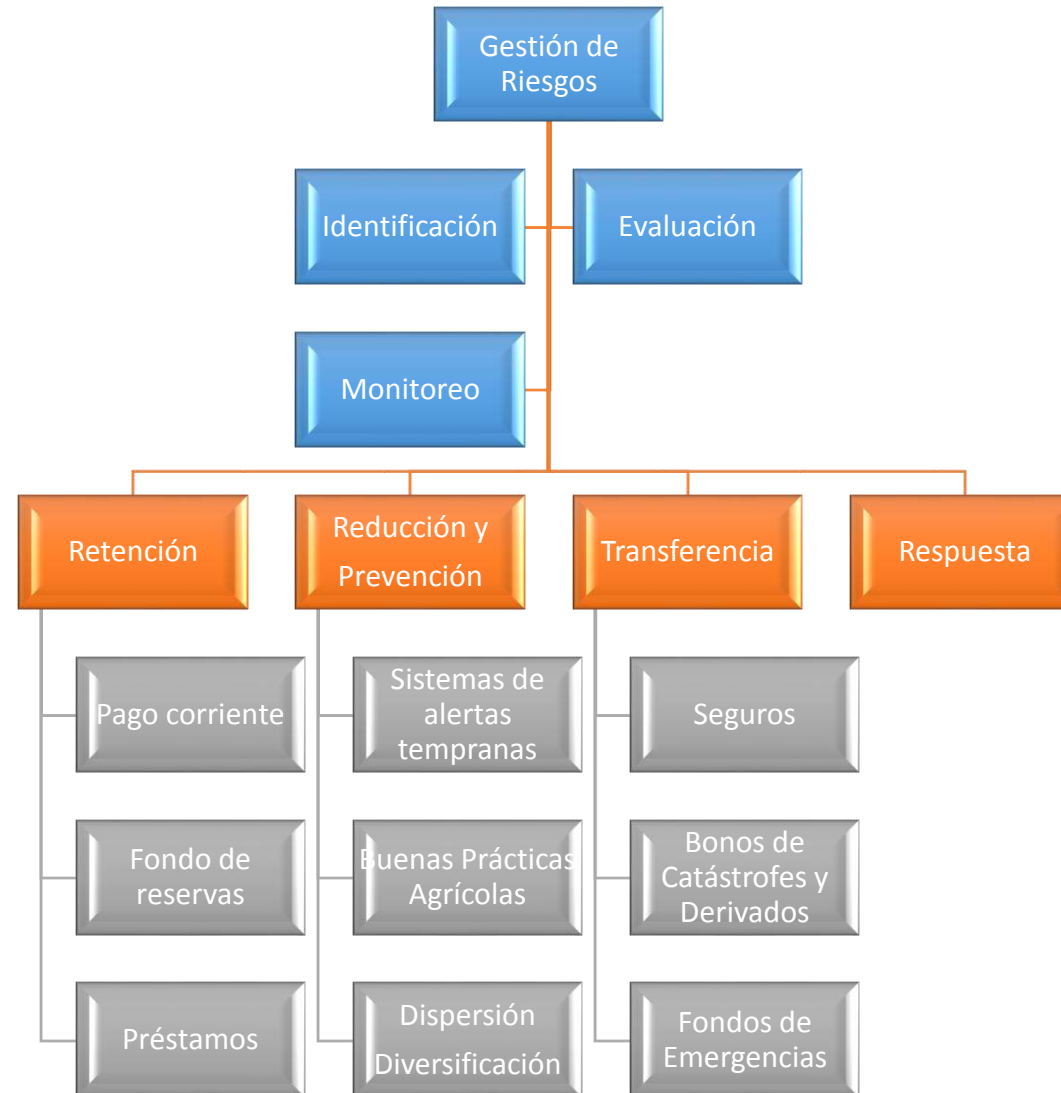 Gestión de
Riesgos
Identificación
Evaluación
Monitoreo
Retención
Reducción y
Prevención
Transferencia
Respuesta
Pago corriente
Sistemas de
alertas
tempranas
Seguros
Fondo de
reservas
Buenas Prácticas
Agrícolas
Bonos de
Catástrofes y
Derivados
Préstamos
Dispersión
Diversificación
Fondos de
Emergencias